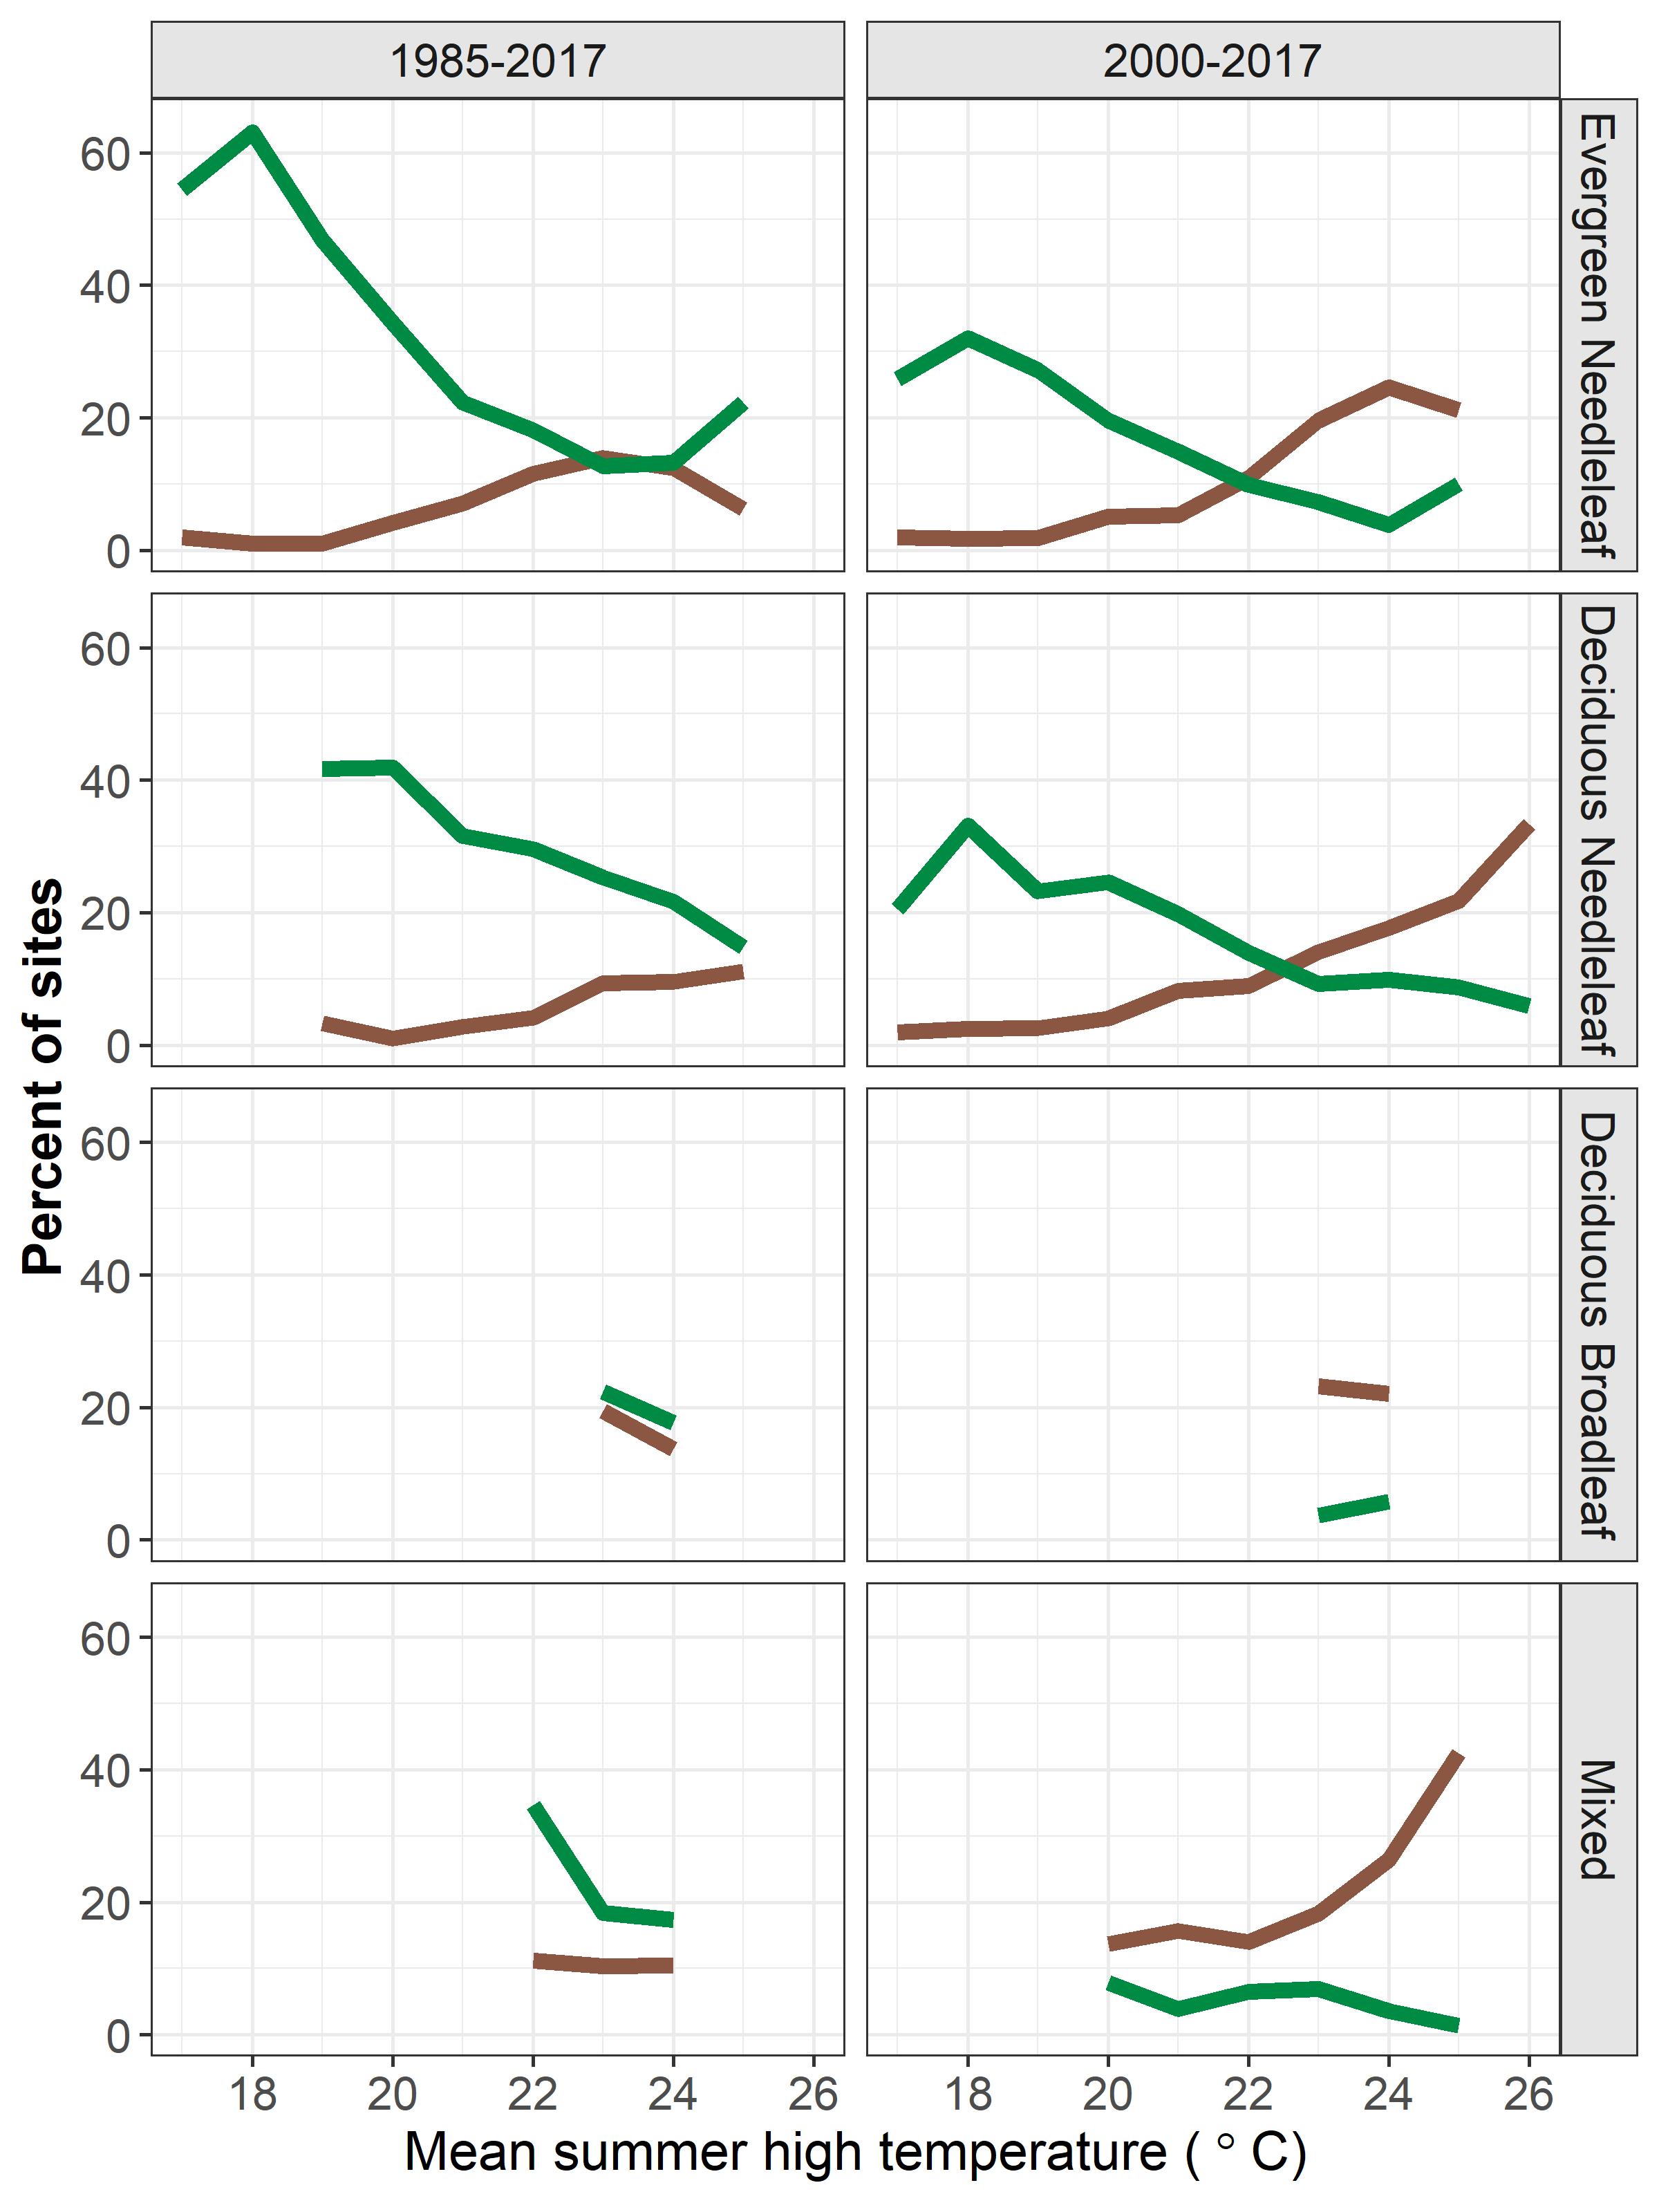 1985-2017
2000-2017
60
40
20
0
Evergreen Needleleaf
60
40
20
0
Deciduous Needleleaf
60
40
20
0
Deciduous Broadleaf
60
40
20
0
Mixed
Percent of sites
18 20 22 24 26
18 20 22 24 26
Mean summer high temperature ( ° C)